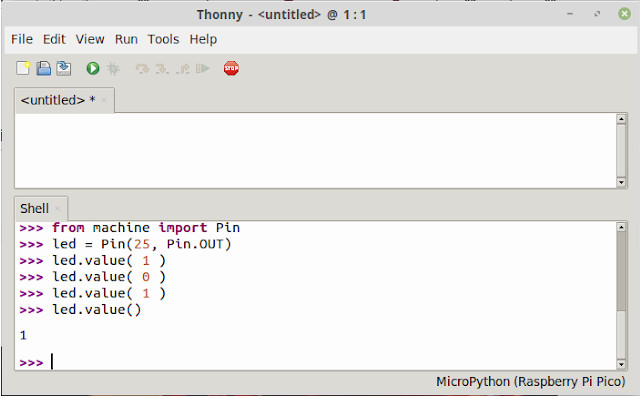 Thonny - <untitled> @ 1 : 1
File Edit View Run Tools Help
STOP
<untitled> *
Shell
>>> from machine import Pin
>>> led = Pin(25, Pin.OUT)
>>> led.value( 1 )
>>> led.value( 0 )
>>> led.value( 1 )
>>> led.value()
1
>>>
MicroPython (Raspberry Pi Pico)